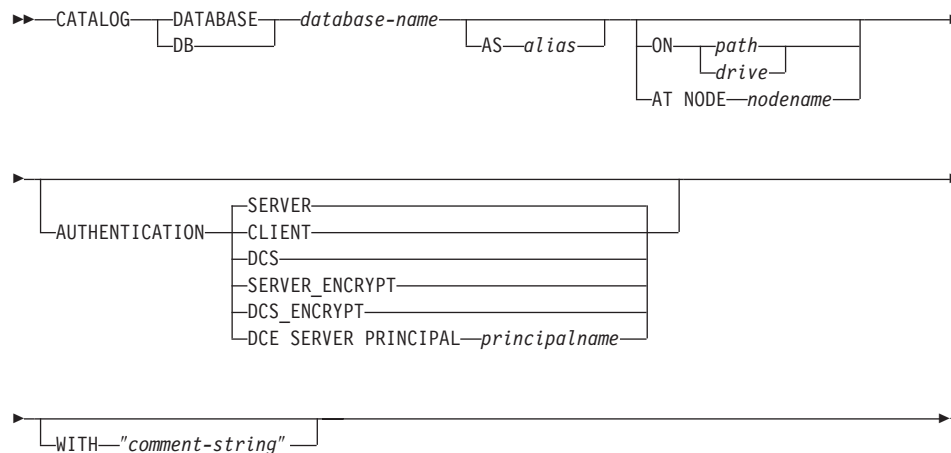 CATALOG DATABASE database-name
DB AS alias ON path
drive
AT NODE nodename
SERVER
AUTHENTICATION CLIENT
DCS
SERVER_ENCRYPT
DCS_ENCRYPT
DCE SERVER PRINCIPAL principalname
WITH "comment-string"